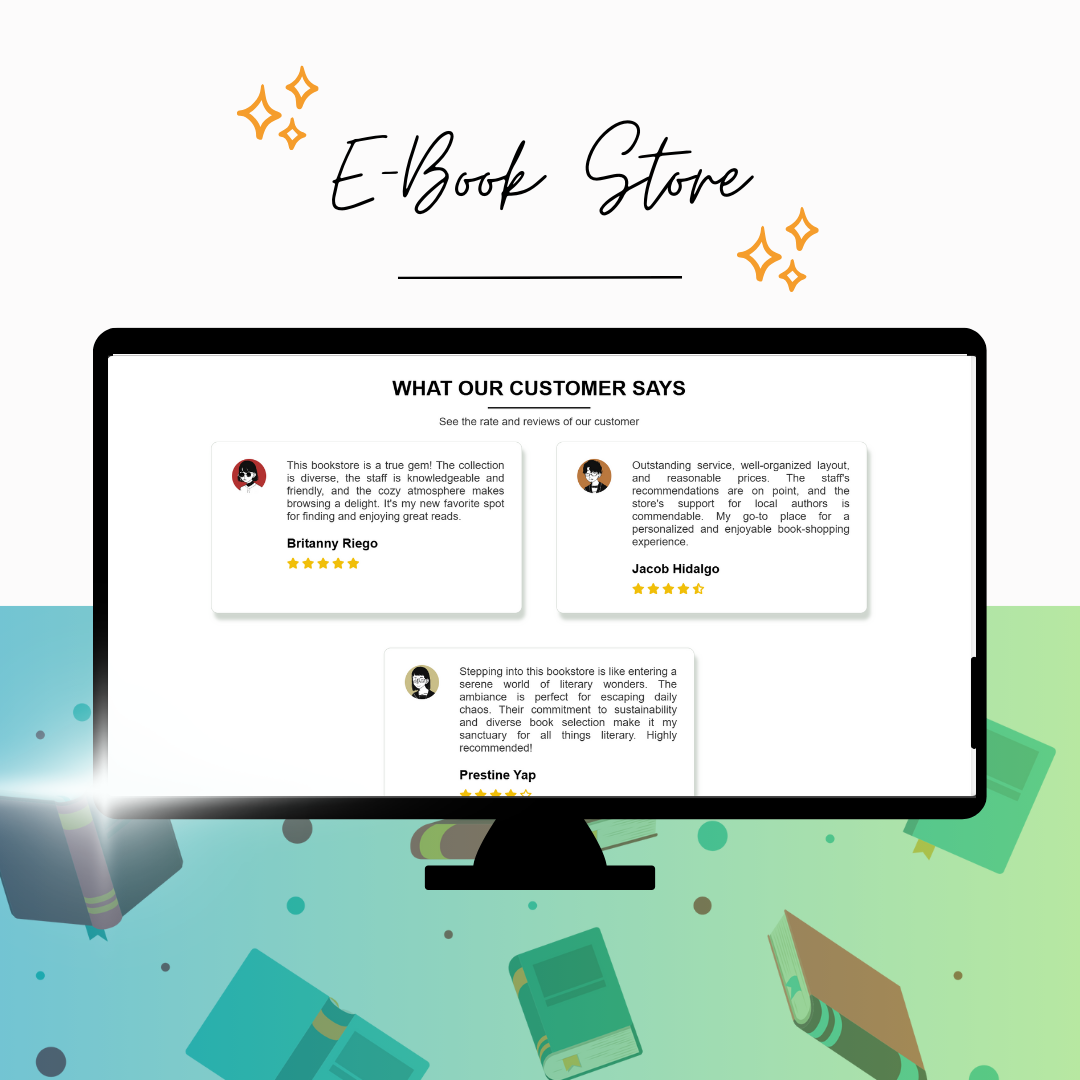 E-Book Store
WHAT OUR CUSTOMER SAYS
See the rate and reviews of our customer
This bookstore is a true gem! The collection
is diverse, the staff is knowledgeable and
friendly, and the cozy atmosphere makes
browsing a delight. It's my new favorite spot
for finding and enjoying great reads.
Britanny Riego
Outstanding service, well-organized layout,
and reasonable prices. The staff's
recommendations are on point, and the
store's support for local authors is
commendable. My go-to place for a
personalized and enjoyable book-shopping
experience.
Jacob Hidalgo
Stepping into this bookstore is like entering a
serene world of literary wonders. The
ambiance is perfect for escaping daily
chaos. Their commitment to sustainability
and diverse book selection make it my
sanctuary for all things literary. Highly
recommended!
Prestine Yap